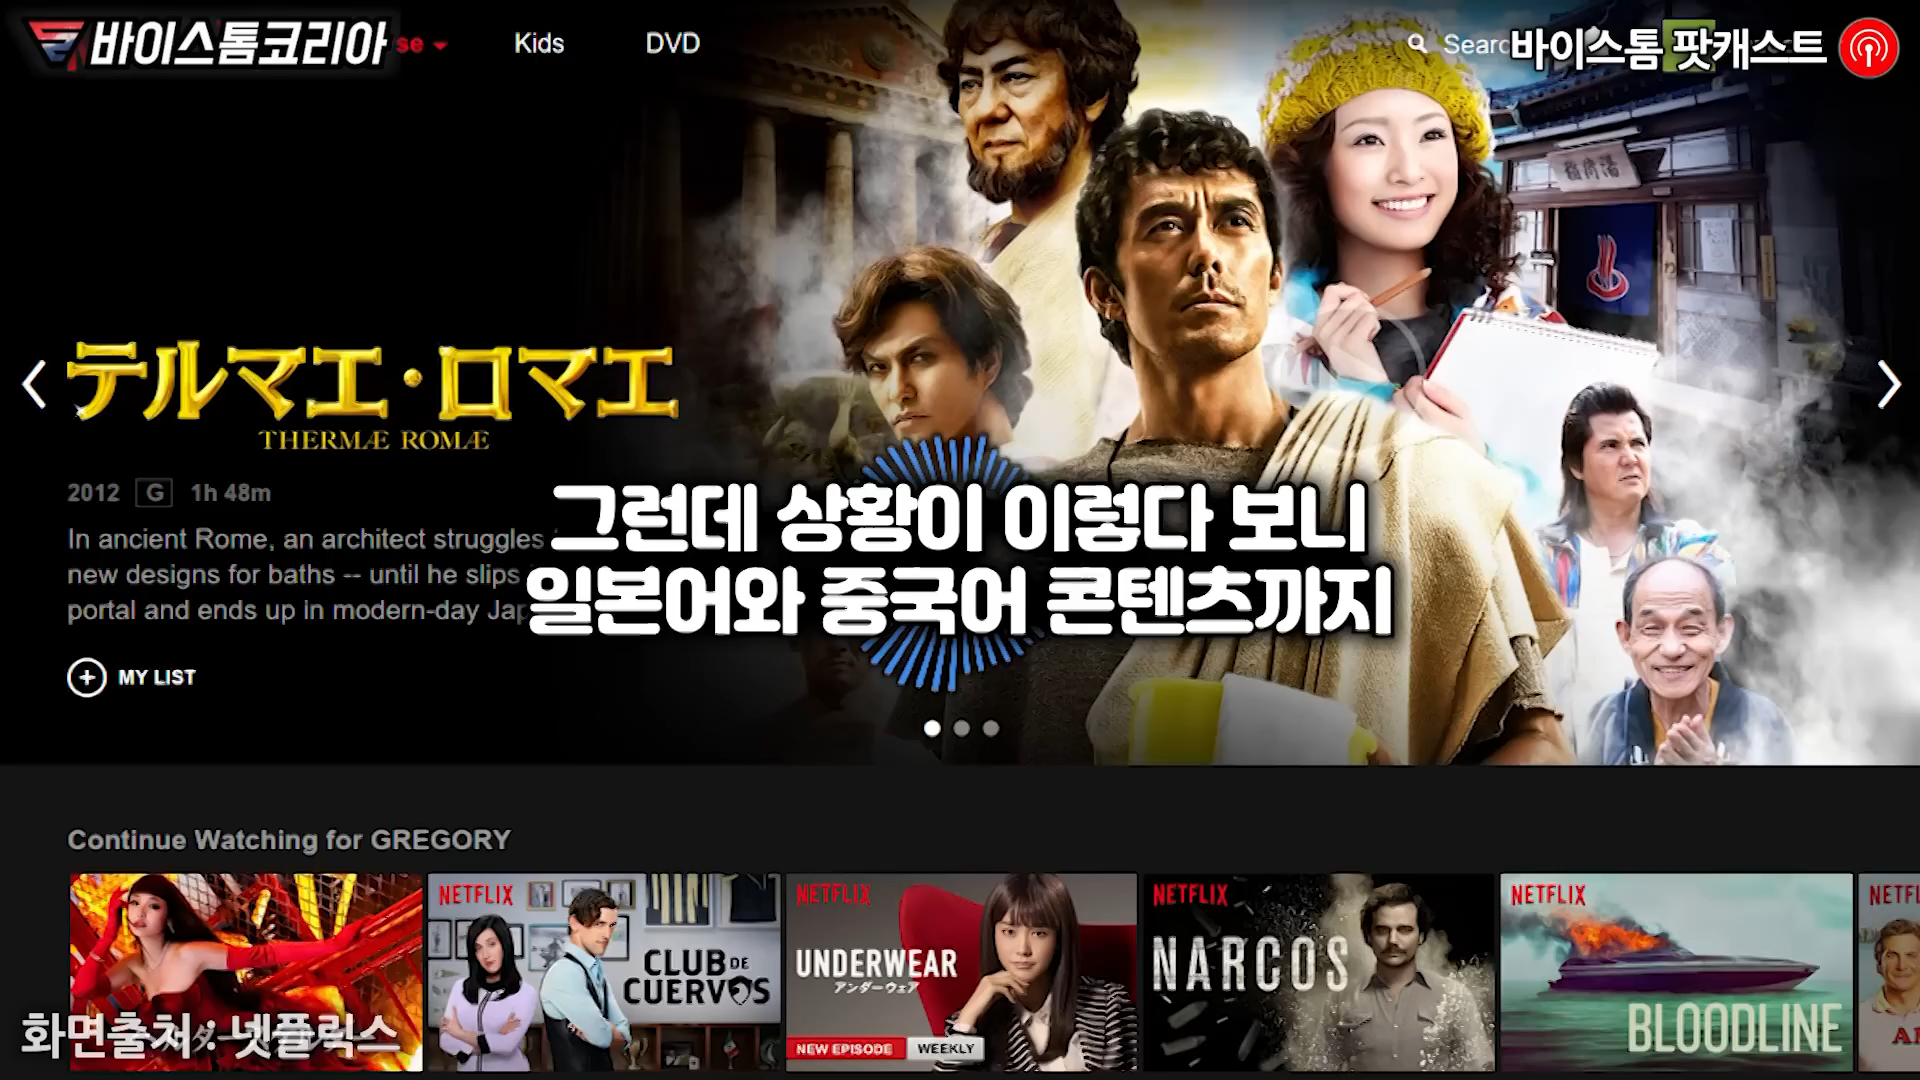 바이스톰코리아
se
Kids
DVD
Searc
바이스톰 팟캐스트
テルマエ・ロマエ
THERMÆ ROMÆ
2012 G 1h 48m
In ancient Rome, an architect struggles
new designs for baths -- until he slips
portal and ends up in modern-day Jap
그런데 상황이 이렇다 보니
일본어와 중국어 콘텐츠까지
MY LIST
Continue Watching for GREGORY
NETFLIX
CLUB DE
CUERVOS
NETFLIX
UNDERWEAR
アンダーウェア
NEW EPISODE WEEKLY
NETFLIX
NARCOS
NETFLIX
BLOODLINE
NETF
화면출처 : 넷플릭스